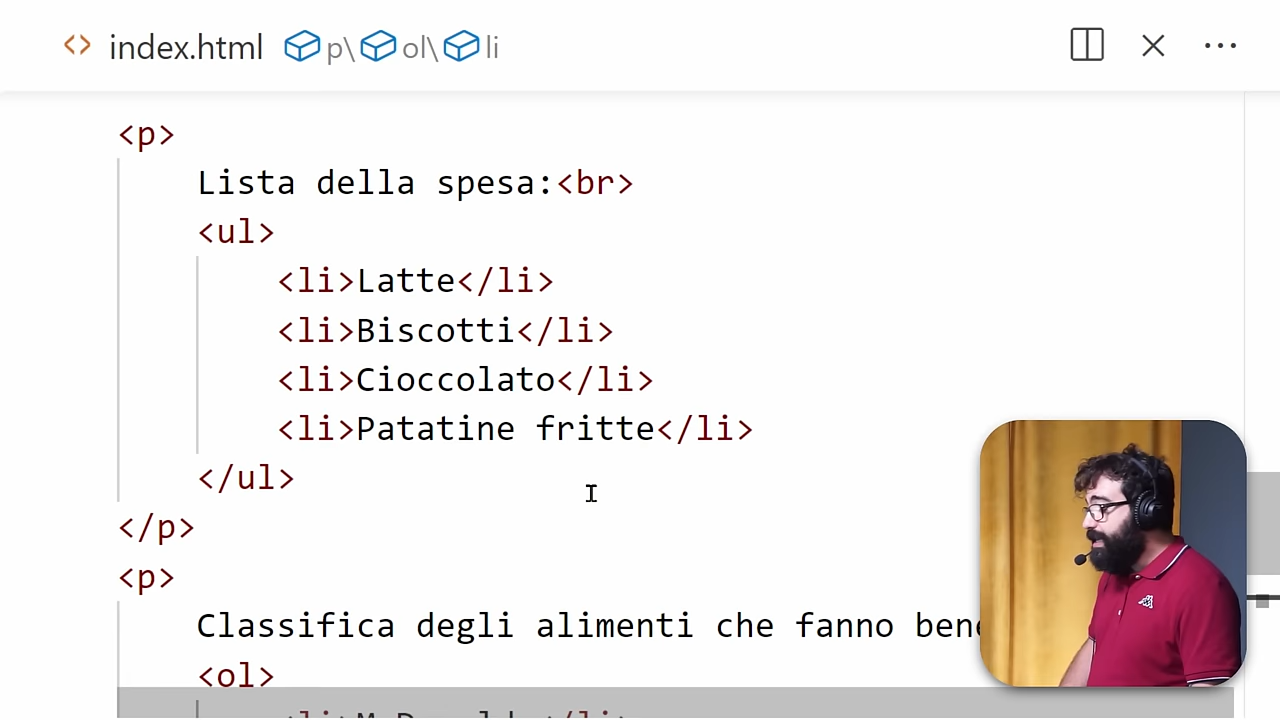 index.html p\ ol\ li
<p>
Lista della spesa:<br>
<ul>
<li>Latte</li>
<li>Biscotti</li>
<li>Cioccolato</li>
<li>Patatine fritte</li>
</ul>
</p>
<p>
Classifica degli alimenti che fanno bene
<ol>